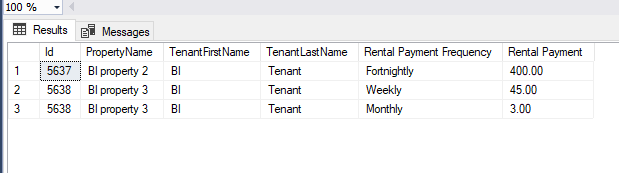 100 %
Results Messages
Id PropertyName TenantFirstName TenantLastName Rental Payment Frequency Rental Payment
1 5637 BI property 2 BI Tenant Fortnightly 400.00
2 5638 BI property 3 BI Tenant Weekly 45.00
3 5638 BI property 3 BI Tenant Monthly 3.00